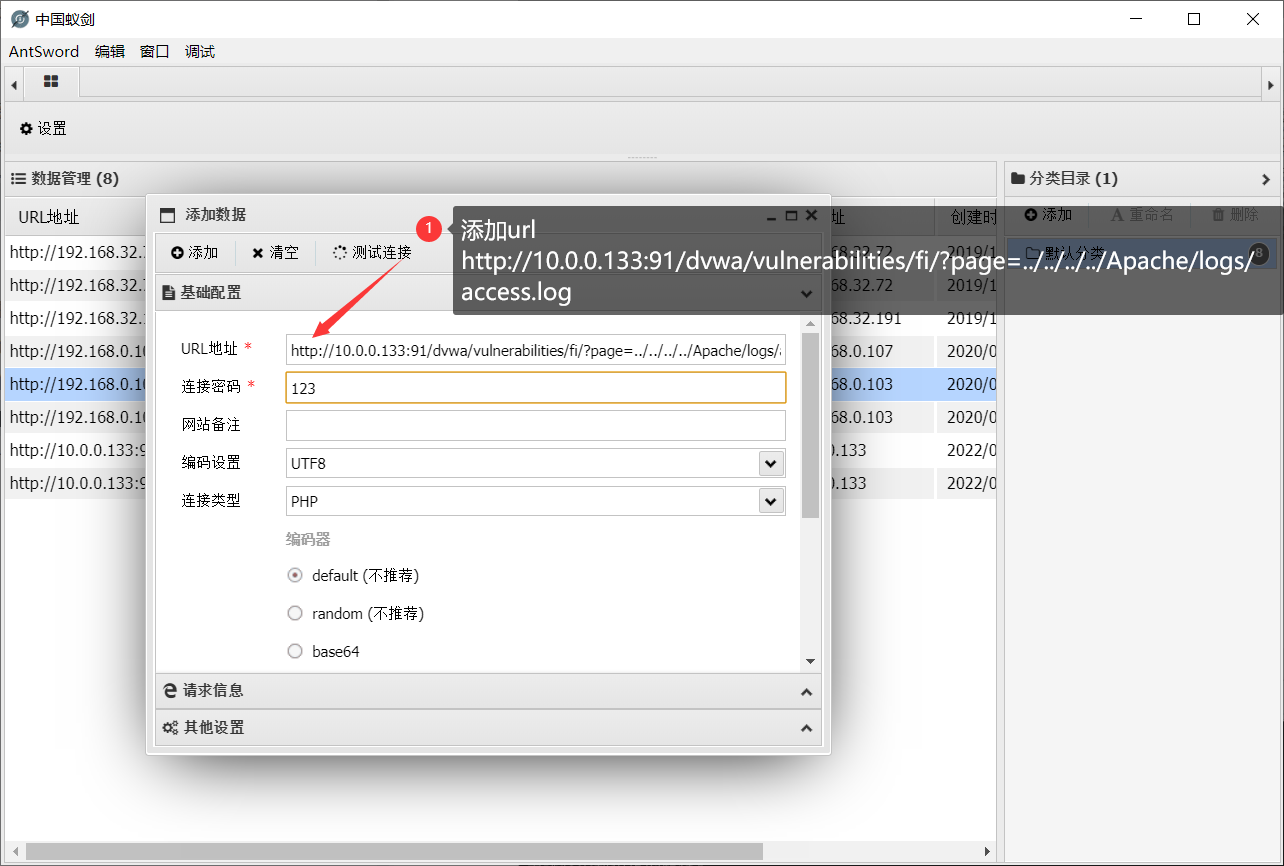 中国蚁剑
AntSword 编辑 窗口 调试
设置
数据管理 (8)
分类目录 (1)
URL地址
创建时
添加 重命名 删除
默认分类
8
http://192.168.32.
http://192.168.32.
http://192.168.32.
http://192.168.0.10
http://192.168.0.10
http://192.168.0.10
http://10.0.0.133:9
http://10.0.0.133:9
添加数据
添加 清空 测试连接
1
添加url
http://10.0.0.133:91/dvwa/vulnerabilities/fi/?page=../../../../Apache/logs/
access.log
基础配置
URL地址 * http://10.0.0.133:91/dvwa/vulnerabilities/fi/?page=../../../../Apache/logs/
连接密码 * 123
网站备注
编码设置 UTF8
连接类型 PHP
编码器
default (不推荐)
random (不推荐)
base64
请求信息
其他设置
址
68.32.72 2019/1
68.32.72 2019/1
68.32.191 2019/1
68.0.107 2020/0
68.0.103 2020/0
68.0.103 2020/0
.133 2022/0
.133 2022/0